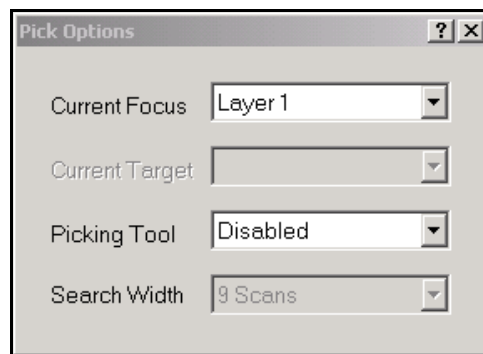 Pick Options
Current Focus Layer 1
Current Target
Picking Tool Disabled
Search Width 9 Scans